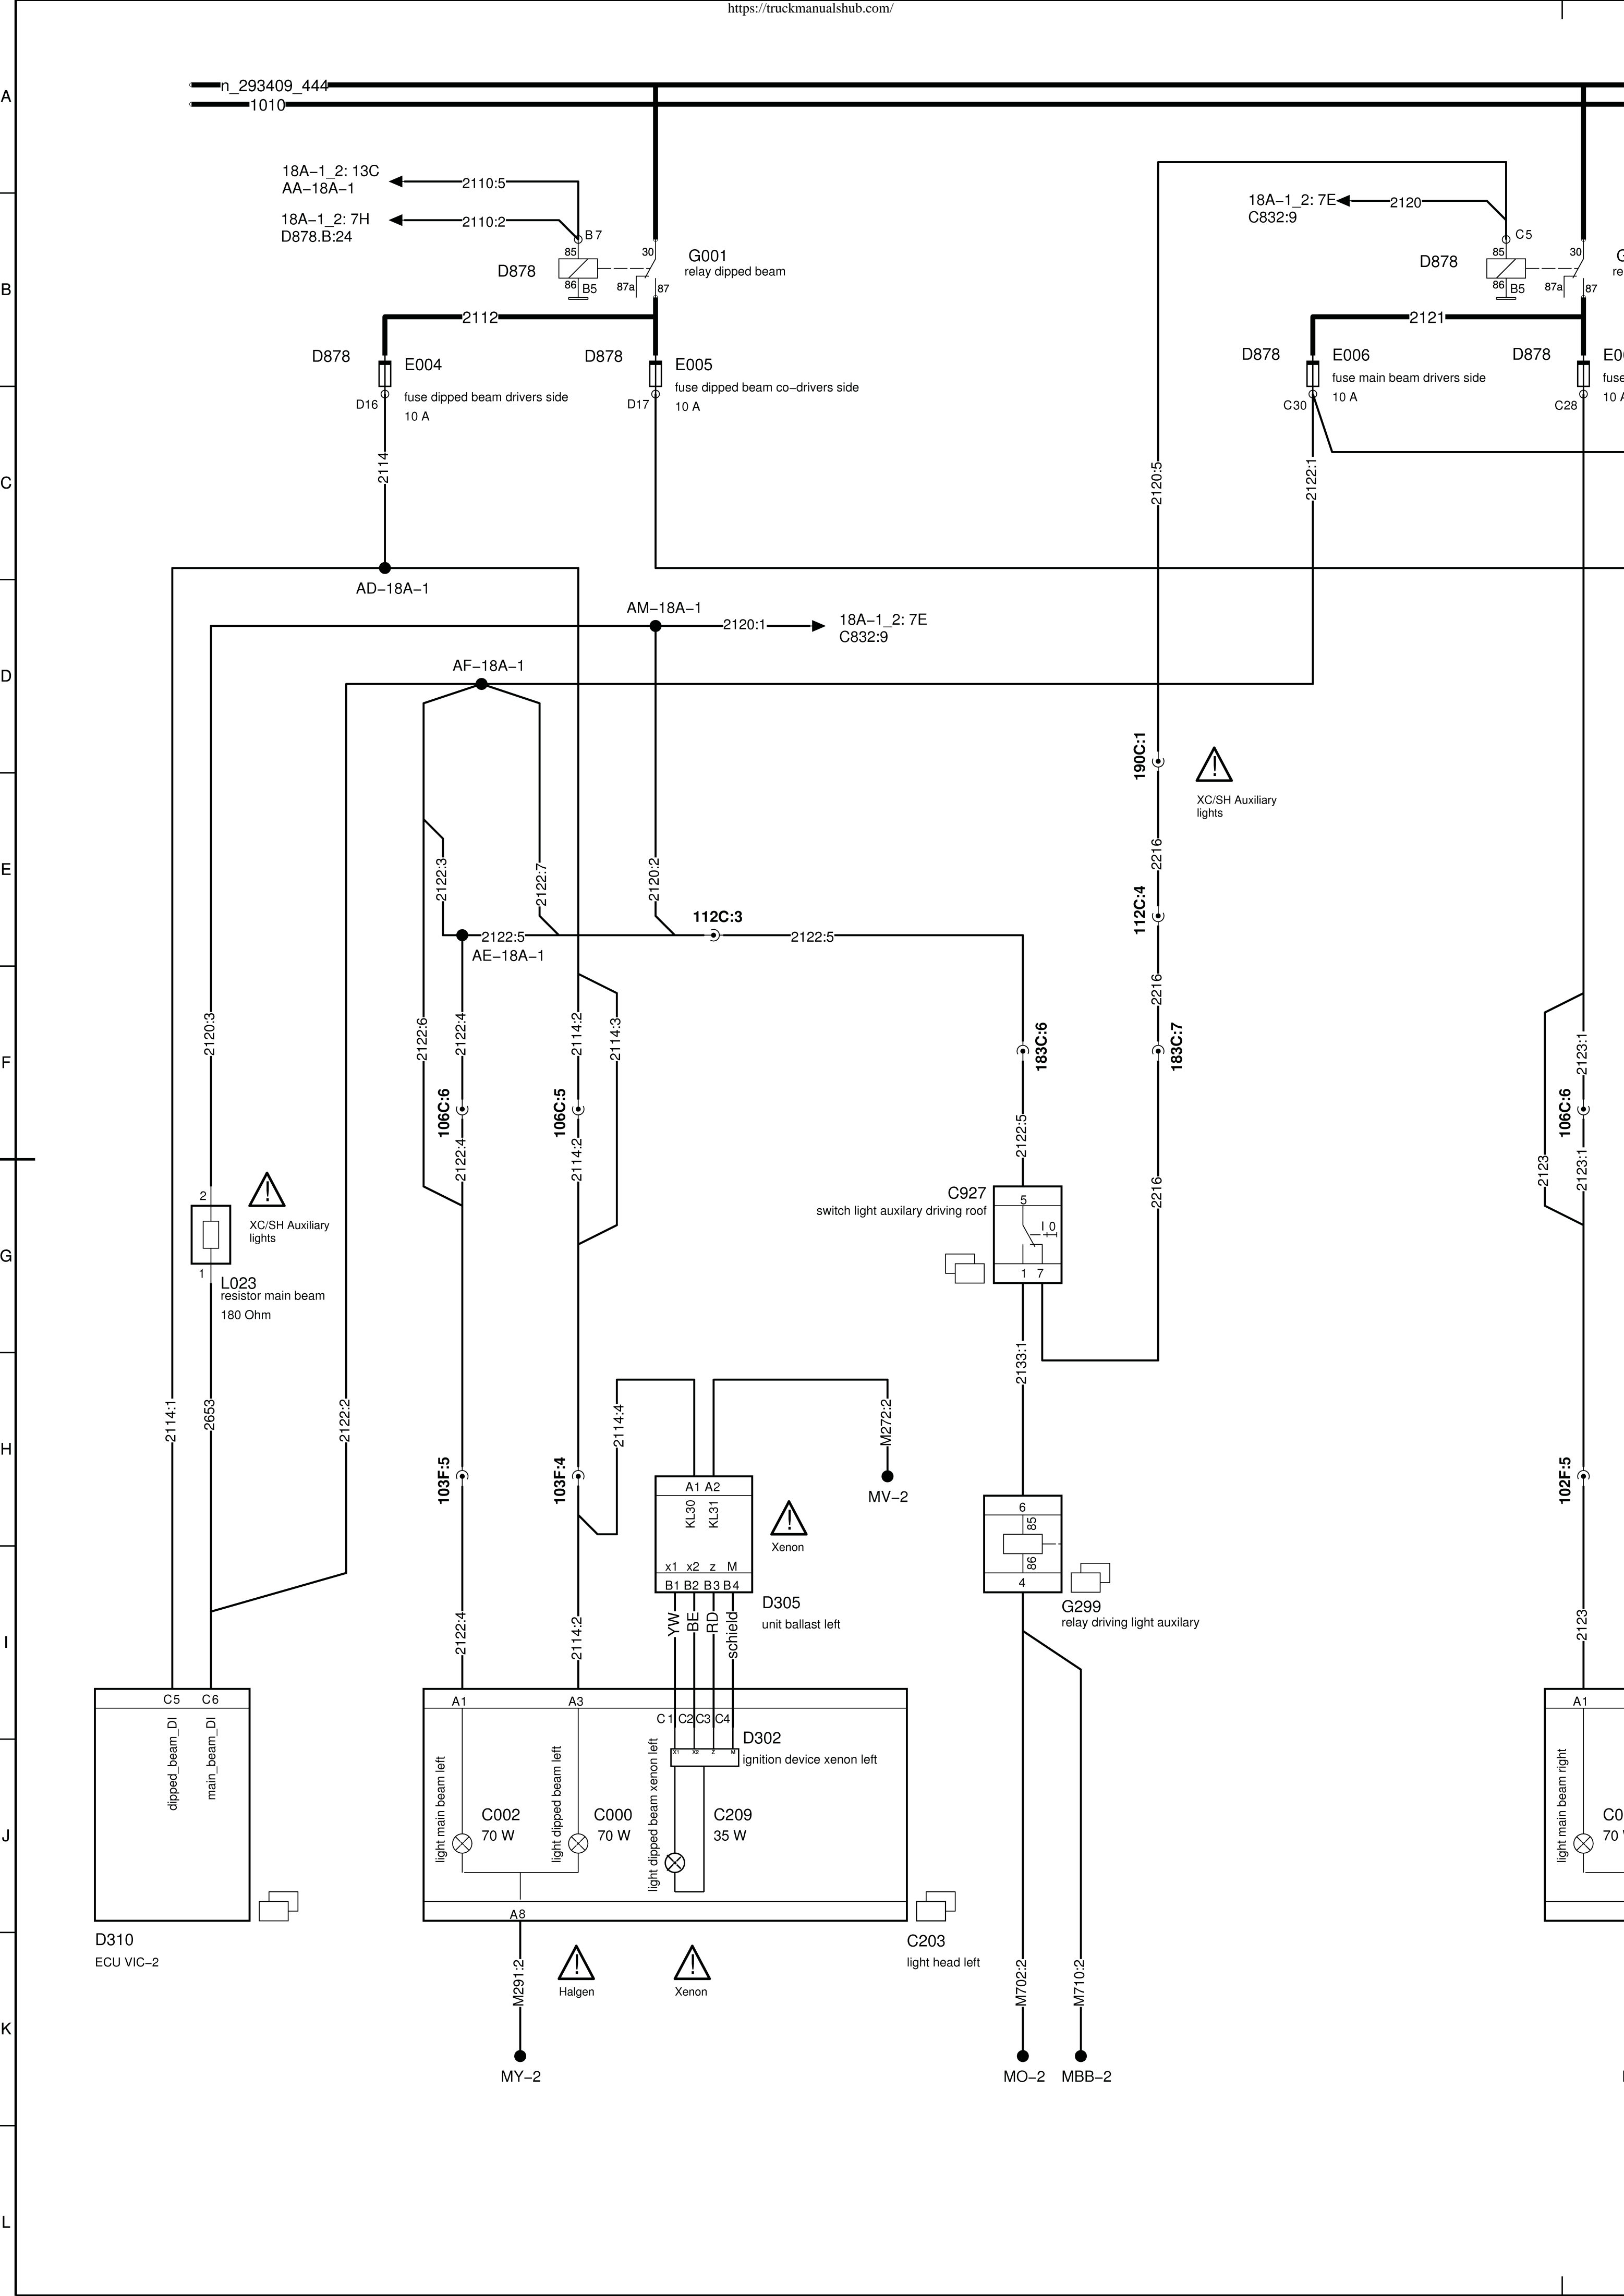 https://truckmanualshub.com/
A
n_293409_444
1010
18A−1_2: 13C
AA−18A−1
2110:5
18A−1_2: 7H
D878.B:24
2110:2
B7
85
30
D878
G001
relay dipped beam
86
B5
87a
87
18A−1_2: 7E
C832:9
2120
C5
85
30
D878
G
re
86
B5
87a
87
B
2112
2121
D878
E004
fuse dipped beam drivers side
10 A
D16
D878
E005
fuse dipped beam co−drivers side
10 A
D17
D878
E006
fuse main beam drivers side
10 A
C30
D878
E00
fuse
10 A
C28
C
2114
2120:5
2122:1
AD−18A−1
AM−18A−1
2120:1
18A−1_2: 7E
C832:9
D
AF−18A−1
190C:1
XC/SH Auxiliary
lights
E
2122:3
2122:7
2120:2
2216
112C:3
112C:4
2122:5
2122:5
AE−18A−1
2216
F
2120:3
2122:6
2122:4
2114:2
2114:3
183C:6
183C:7
2123:1
106C:6
106C:5
106C:6
2122:4
2114:2
2122:5
2123
2123:1
2
XC/SH Auxiliary
lights
C927
switch light auxilary driving roof
5
I 0
1 7
2216
G
1
L023
resistor main beam
180 Ohm
2133:1
2114:1
2653
2122:2
2114:4
M272:2
H
103F:5
103F:4
102F:5
A1 A2
KL30
KL31
MV−2
Xenon
x1 x2 z M
B1 B2 B3 B4
D305
unit ballast left
6
85
86
4
G299
relay driving light auxilary
I
2122:4
2114:2
YW
BE
RD
schield
2123
C5
C6
dipped_beam_DI
main_beam_DI
A1
A3
C1 C2 C3 C4
D302
X1 X2 Z M
ignition device xenon left
light main beam left
light dipped beam left
light dipped beam xenon left
J
C002
70 W
C000
70 W
C209
35 W
A1
light main beam right
C0
70 W
A8
D310
ECU VIC−2
C203
light head left
M291:2
Halgen
Xenon
M702:2
M710:2
K
MY−2
MO−2
MBB−2
L